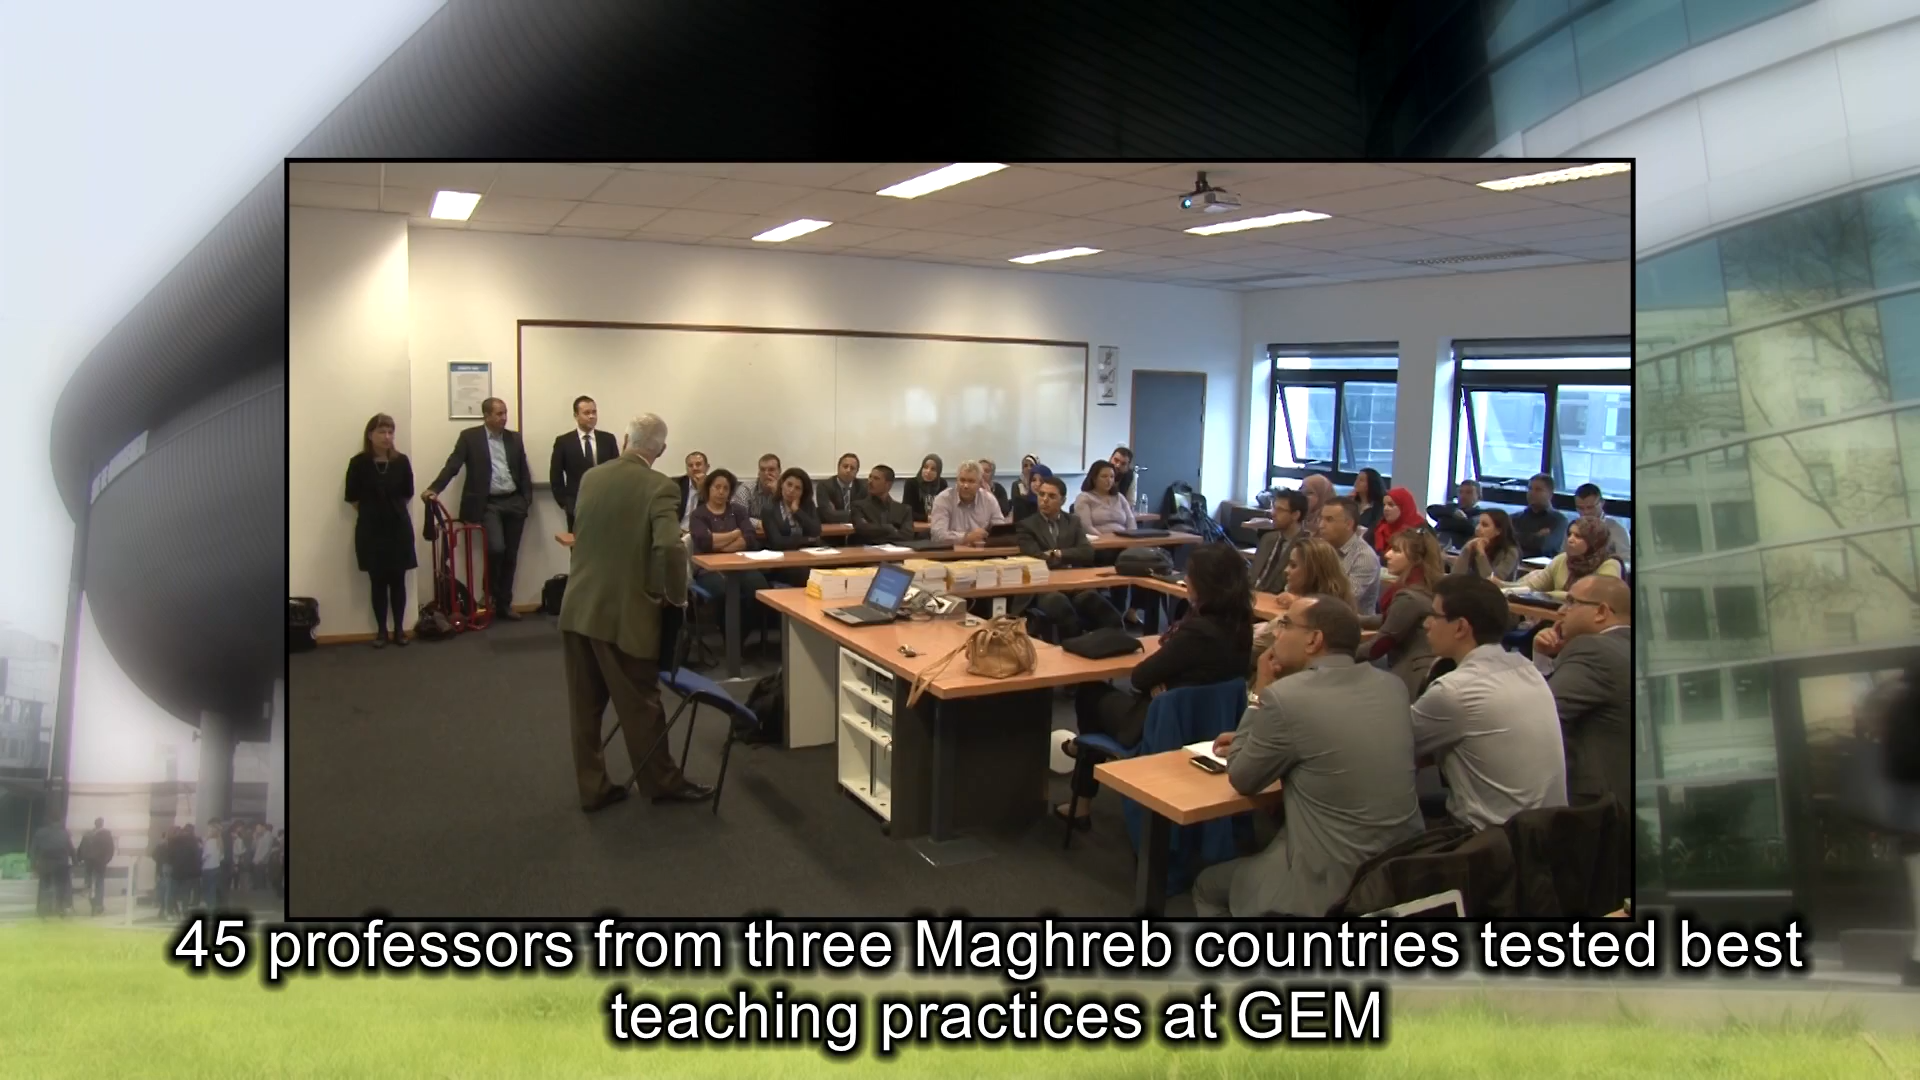 45 professors from three Maghreb countries tested best
teaching practices at GEM